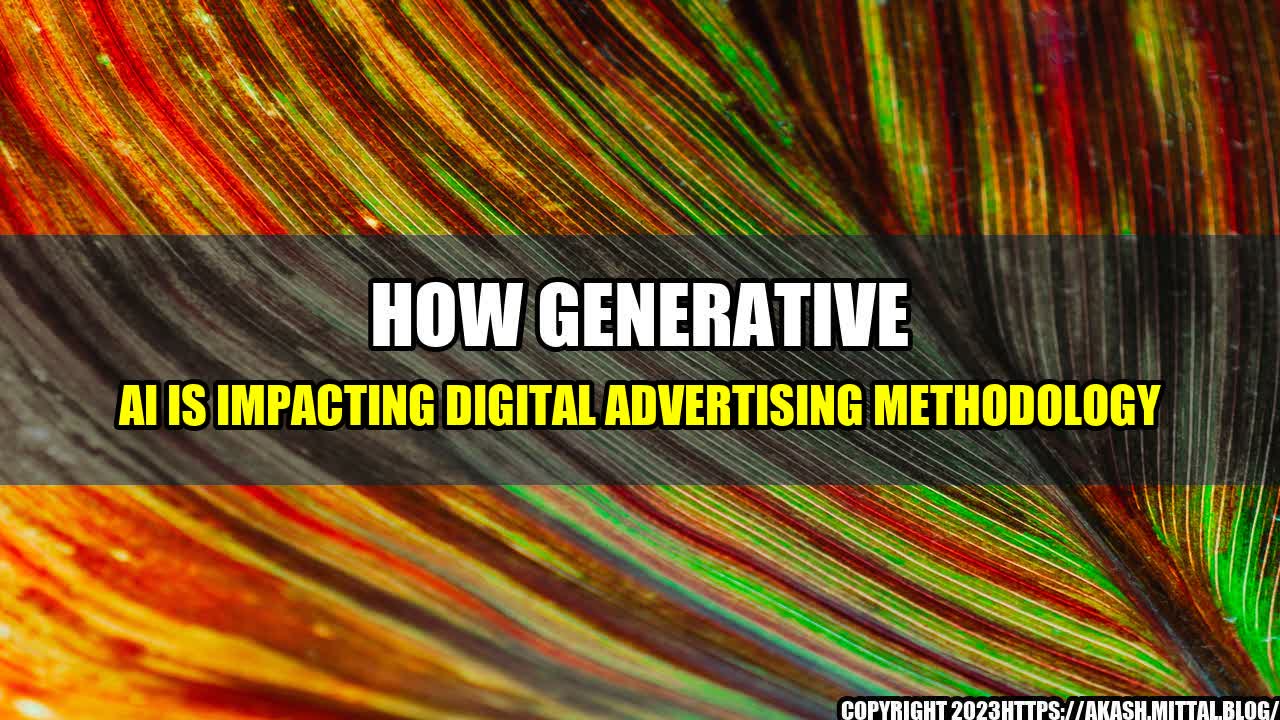 HOW GENERATIVE
AI IS IMPACTING DIGITAL ADVERTISING METHODOLOGY
COPYRIGHT 2023HTTPS://AKASH.MITTAL.BLOG/